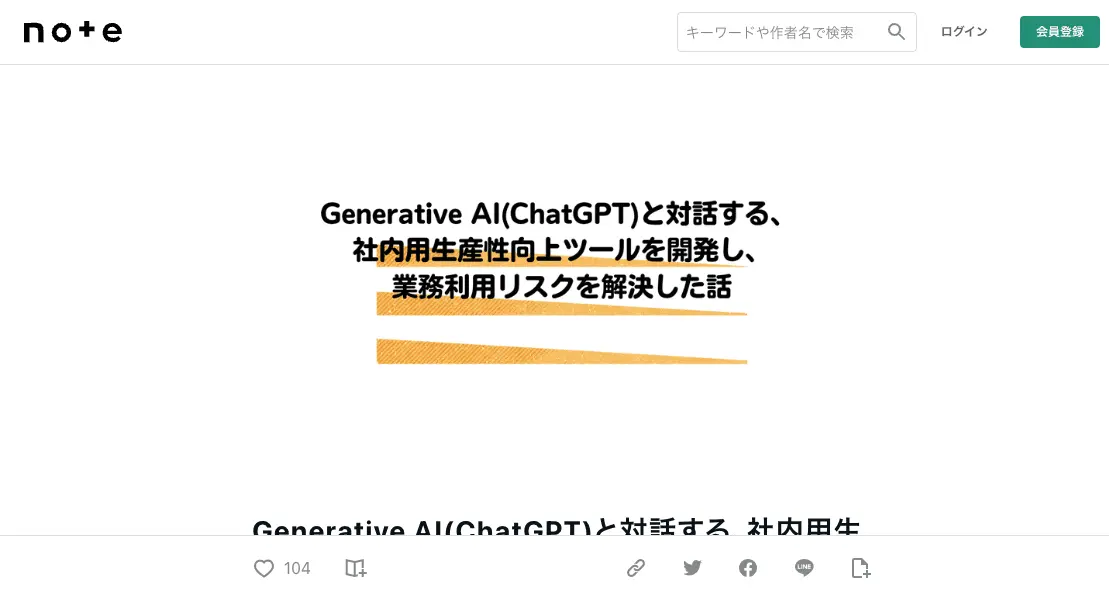 note
キーワードや作者名で検索
ログイン
会員登録
Generative AI(ChatGPT)と対話する、
社内用生産性向上ツールを開発し、
業務利用リスクを解決した話
Generative AI(ChatGPT)と対話する、社内用生
104
LINE